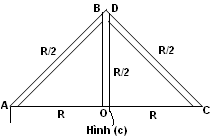 B D
R/2 R/2
R/2
A R O R C
Hình (c)